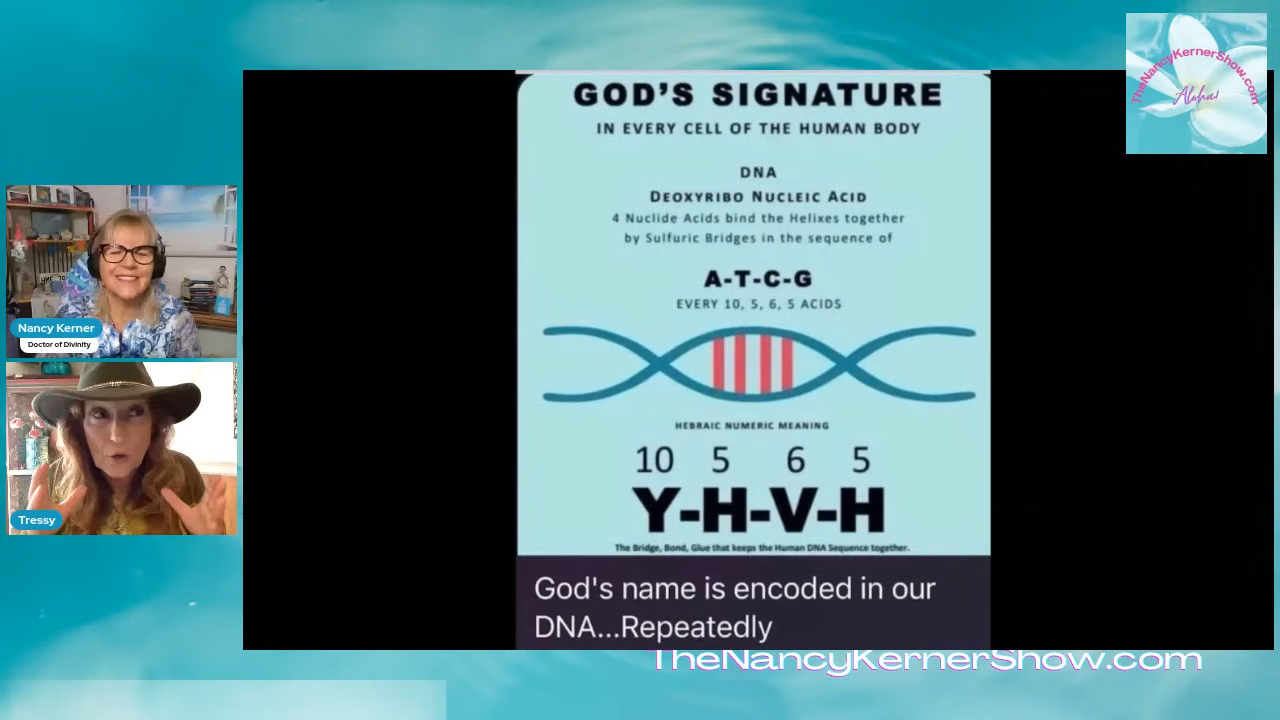 TheNancyKernerShow.com
Aloha!
GOD'S SIGNATURE
IN EVERY CELL OF THE HUMAN BODY
DNA
DEOXYRIBO NUCLEIC ACID
4 Nuclide Acids bind the Helixes together
by Sulfuric Bridges in the sequence of
A-T-C-G
EVERY 10, 5, 6, 5 ACIDS
HEBRAIC NUMERIC MEANING
10 5 6 5
Y-H-V-H
The Bridge, Bond, Glue that keeps the Human DNA Sequence together.
God's name is encoded in our
DNA...Repeatedly
Nancy Kerner
Doctor of Divinity
Tressy
TheNancyKernerShow.com